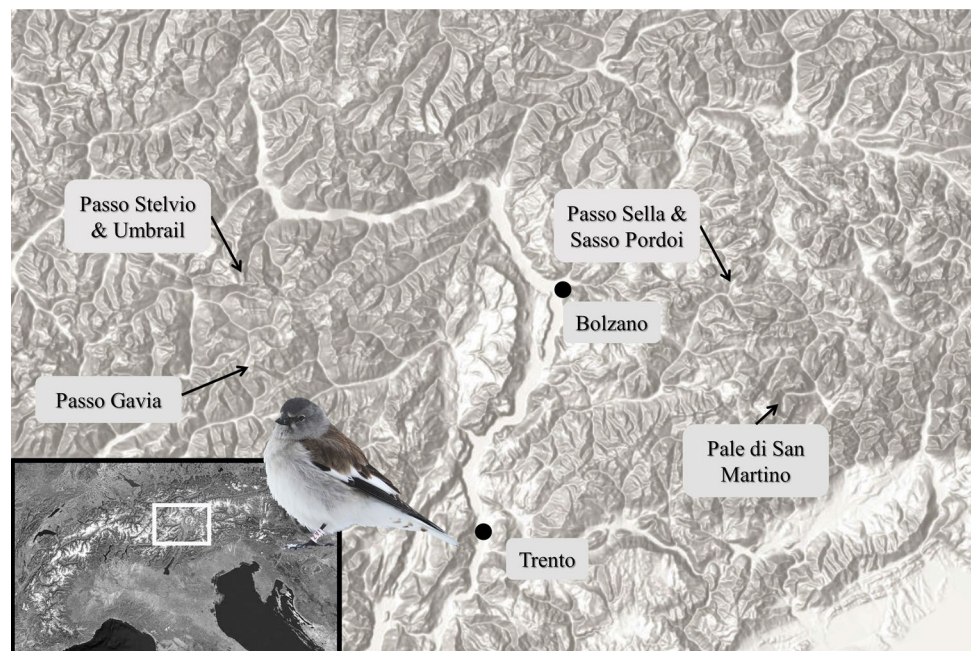 Passo Stelvio
& Umbrail
Passo Sella &
Sasso Pordoi
Bolzano
Passo Gavia
Pale di San
Martino
Trento